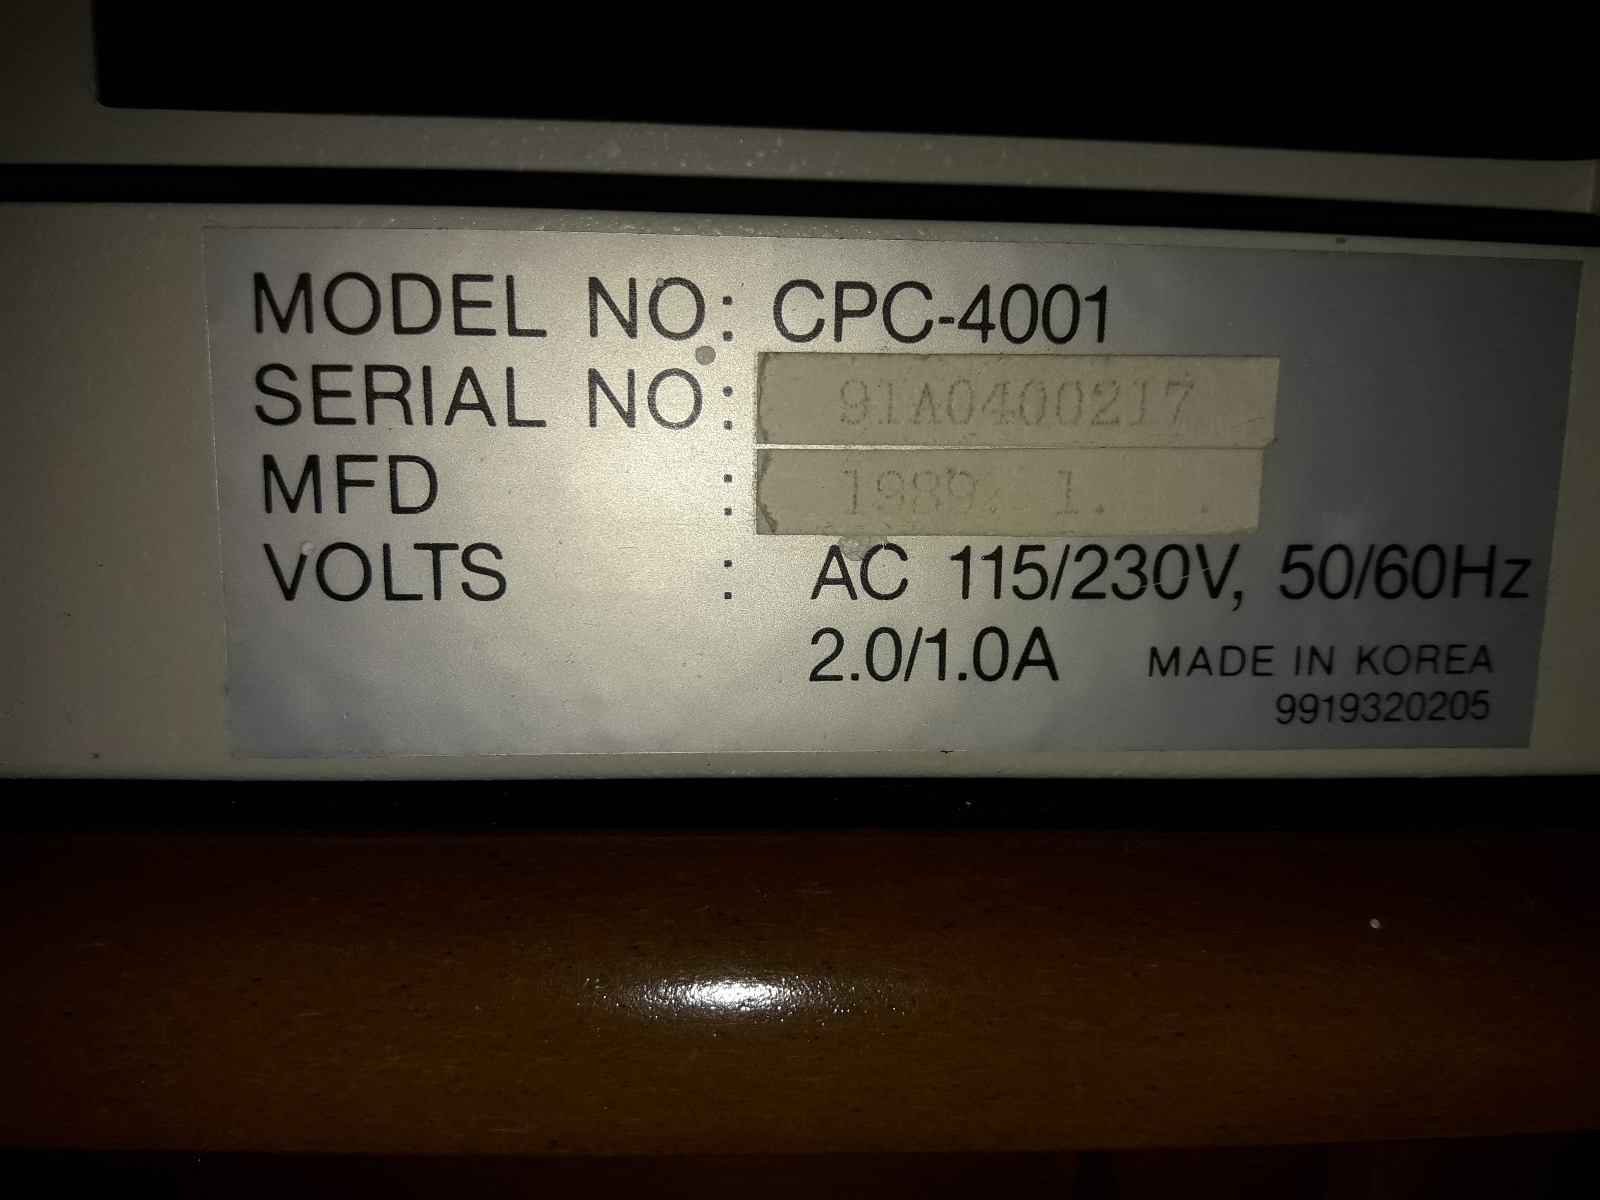 MODEL NO: CPC-4001
SERIAL NO: 91A0400217
MFD : 1989. 1. .
VOLTS : AC 115/230V, 50/60Hz
2.0/1.0A
MADE IN KOREA
9919320205